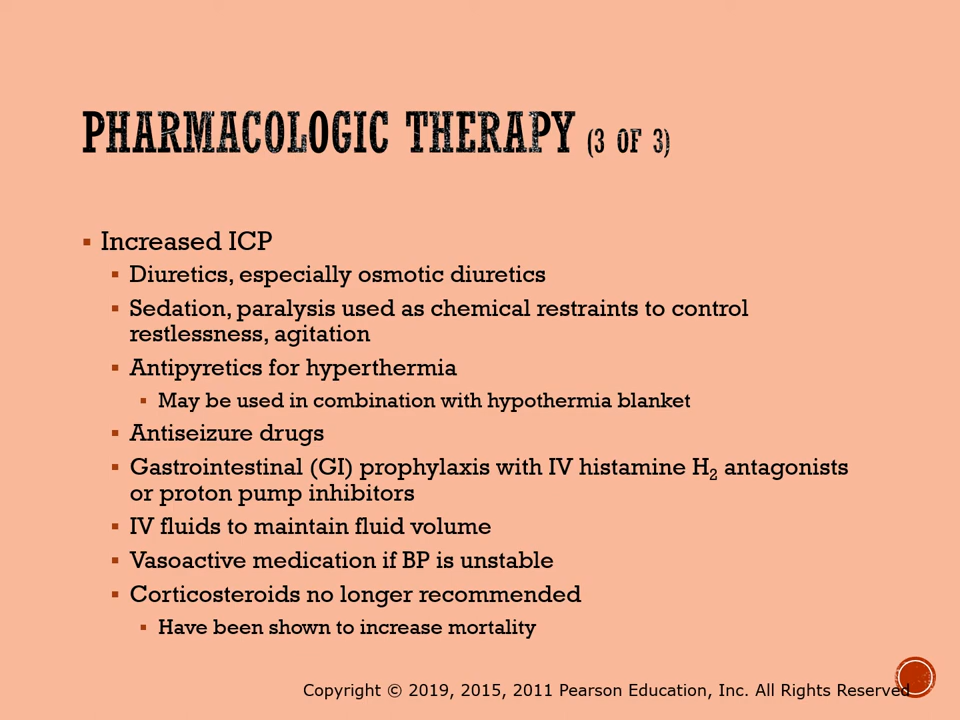 PHARMACOLOGIC THERAPY (3 OF 3)
▪ Increased ICP
▪ Diuretics, especially osmotic diuretics
▪ Sedation, paralysis used as chemical restraints to control
restlessness, agitation
▪ Antipyretics for hyperthermia
▪ May be used in combination with hypothermia blanket
▪ Antiseizure drugs
▪ Gastrointestinal (GI) prophylaxis with IV histamine H₂ antagonists
or proton pump inhibitors
▪ IV fluids to maintain fluid volume
▪ Vasoactive medication if BP is unstable
▪ Corticosteroids no longer recommended
▪ Have been shown to increase mortality
Copyright © 2019, 2015, 2011 Pearson Education, Inc. All Rights Reserved